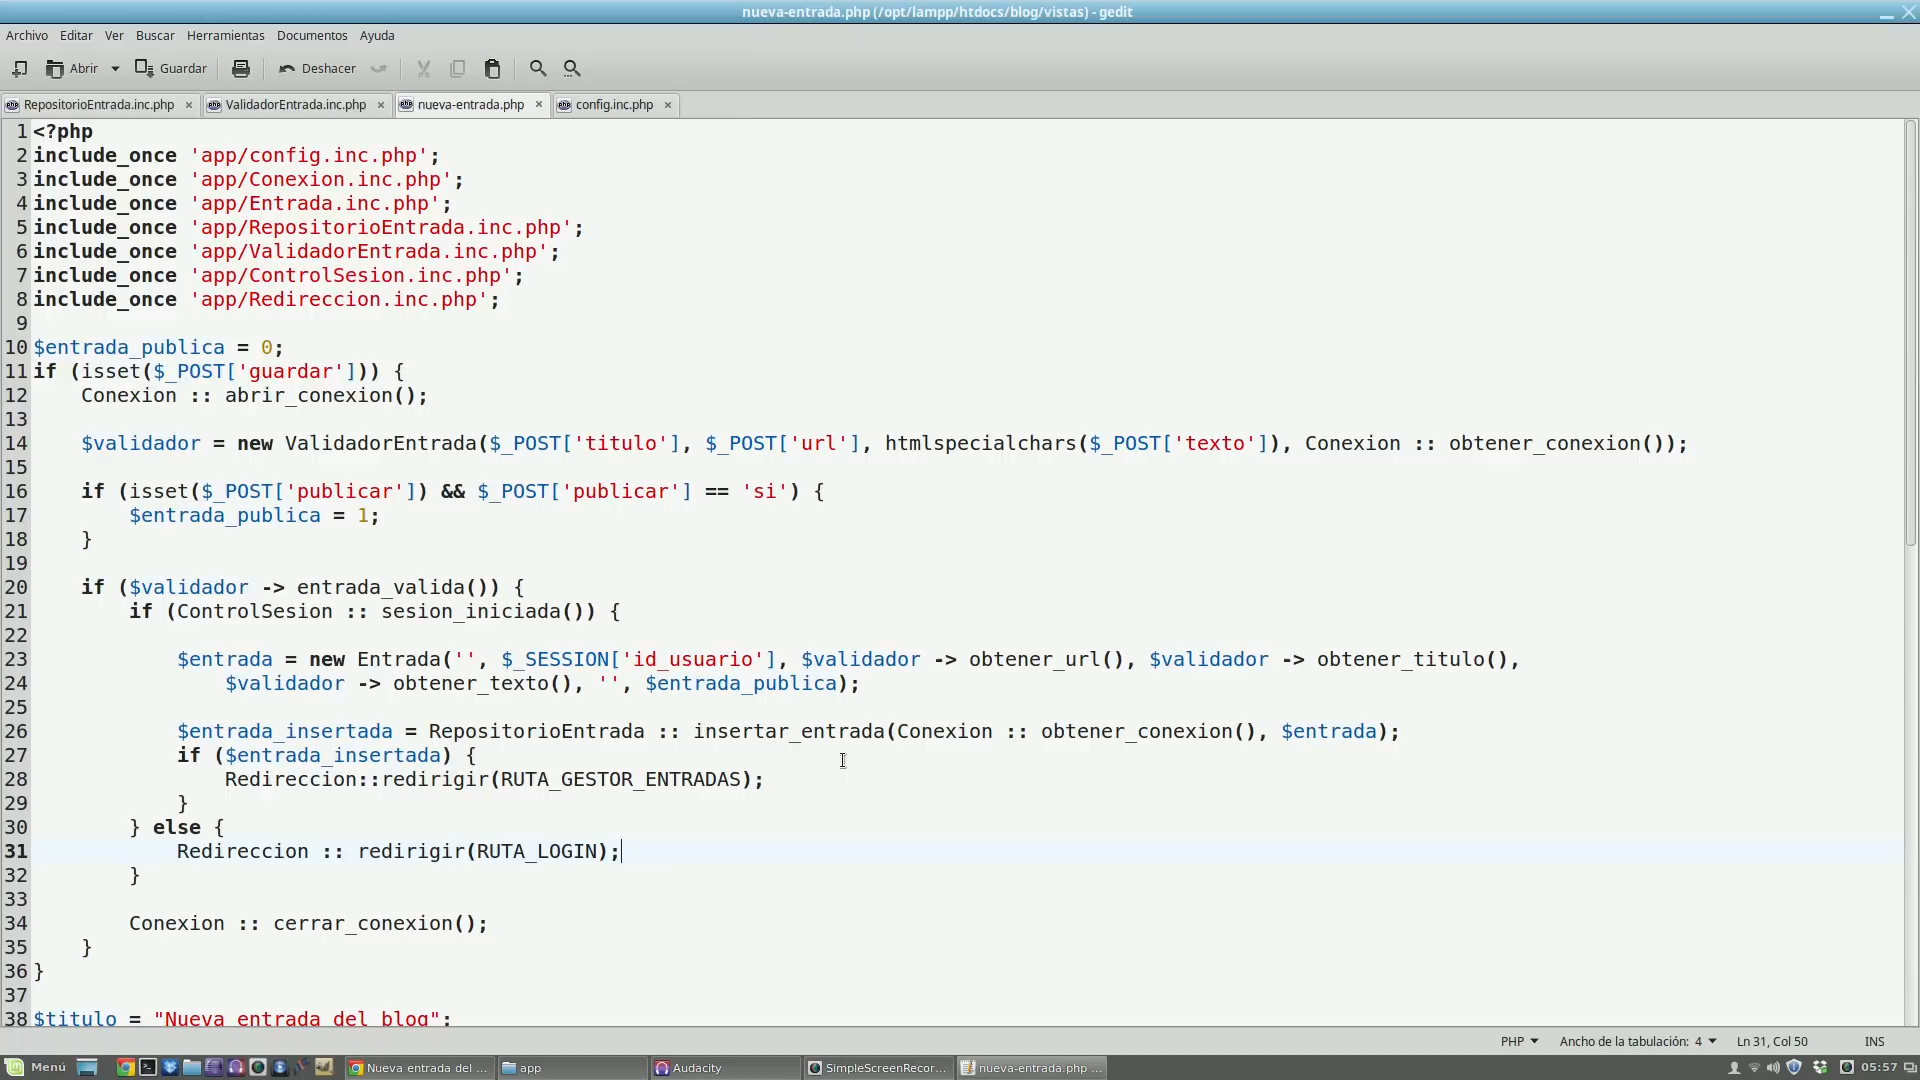 nueva-entrada.php (/opt/lampp/htdocs/blog/vistas) - gedit
Archivo Editar Ver Buscar Herramientas Documentos Ayuda
Abrir Guardar Deshacer
RepositorioEntrada.inc.php × ValidadorEntrada.inc.php × nueva-entrada.php × config.inc.php ×
1 <?php
2 include_once 'app/config.inc.php';
3 include_once 'app/Conexion.inc.php';
4 include_once 'app/Entrada.inc.php';
5 include_once 'app/RepositorioEntrada.inc.php';
6 include_once 'app/ValidadorEntrada.inc.php';
7 include_once 'app/ControlSesion.inc.php';
8 include_once 'app/Redireccion.inc.php';
9
10 $entrada_publica = 0;
11 if (isset($_POST['guardar'])) {
12     Conexion :: abrir_conexion();
13
14     $validador = new ValidadorEntrada($_POST['titulo'], $_POST['url'], htmlspecialchars($_POST['texto']), Conexion :: obtener_conexion());
15
16     if (isset($_POST['publicar']) && $_POST['publicar'] == 'si') {
17         $entrada_publica = 1;
18     }
19
20     if ($validador -> entrada_valida()) {
21         if (ControlSesion :: sesion_iniciada()) {
22
23             $entrada = new Entrada('', $_SESSION['id_usuario'], $validador -> obtener_url(), $validador -> obtener_titulo(),
24                 $validador -> obtener_texto(), '', $entrada_publica);
25
26             $entrada_insertada = RepositorioEntrada :: insertar_entrada(Conexion :: obtener_conexion(), $entrada);
27             if ($entrada_insertada) {
28                 Redireccion::redirigir(RUTA_GESTOR_ENTRADAS);
29             }
30         } else {
31             Redireccion :: redirigir(RUTA_LOGIN);
32         }
33
34         Conexion :: cerrar_conexion();
35     }
36 }
37
38 $titulo = "Nueva entrada del blog";
PHP Ancho de la tabulación: 4 Ln 31, Col 50 INS
Menú Nueva entrada del ... app Audacity SimpleScreenRecor... nueva-entrada.php ... 05:57